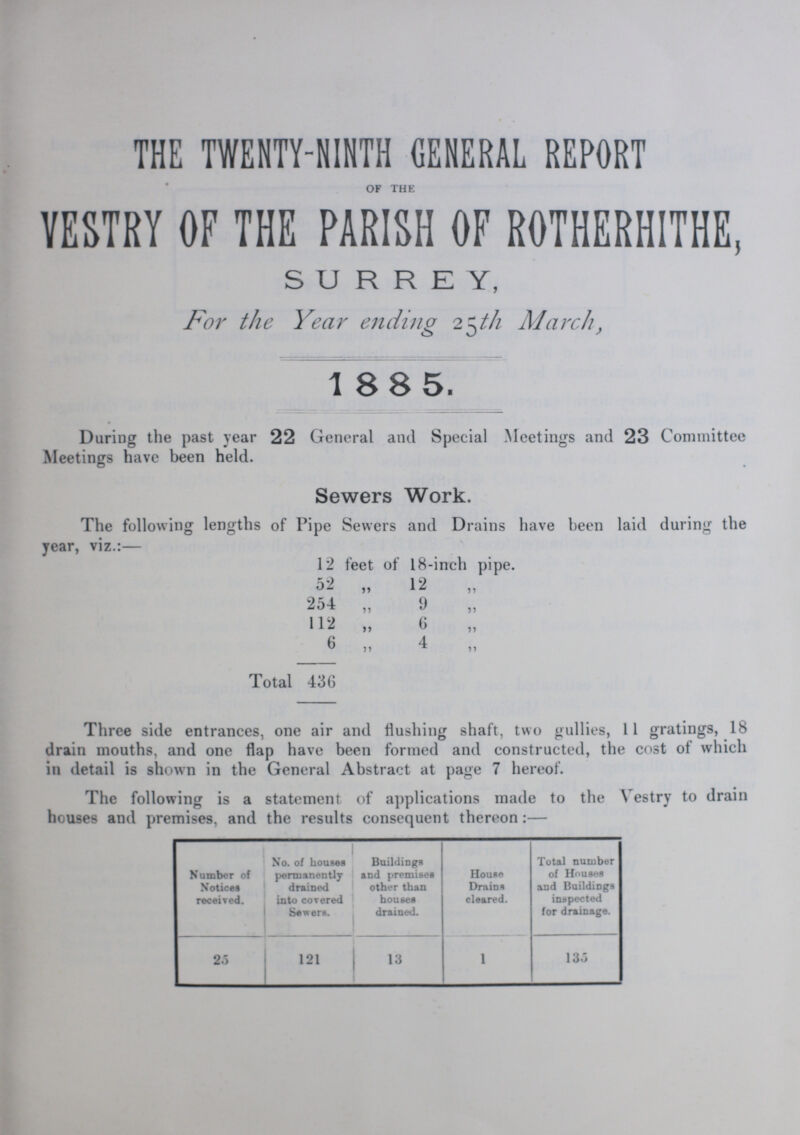 THE TWENTY-NINTH GENERAL REPORT
OF THE
VESTRY OF THE PARISH OF ROTHERHITHE,
SURREY,
For the Year ending 25th March,
1885.
During the past year 22 General and Special Meetings and 23 Committee
Meetings have been held.
Sewers Work.
The following lengths of Pipe Sewers and Drains have been laid during the
year, viz.:—
12 feet of 18-inch pipe.
52 „ 12 „
254 „ 9 „
112 „ 6 „
6 „ 4 „
Total 436
Three side entrances, one air and flushing shaft, two gullies, 11 gratings, 18
drain mouths, and one flap have been formed and constructed, the cost of which
in detail is shown in the General Abstract at page 7 hereof.
The following is a statement of applications made to the Vestry to drain
houses and premises, and the results consequent thereon:—
Number of
Notices
received.
No. of houses
permanently
drained
into covered
Sewers.
Buildings
and premises
other than
houses
drained.
House
Drains
cleared.
Total number
of Houses
and Buildings
inspected
for drainage.
25 121 13 1 135